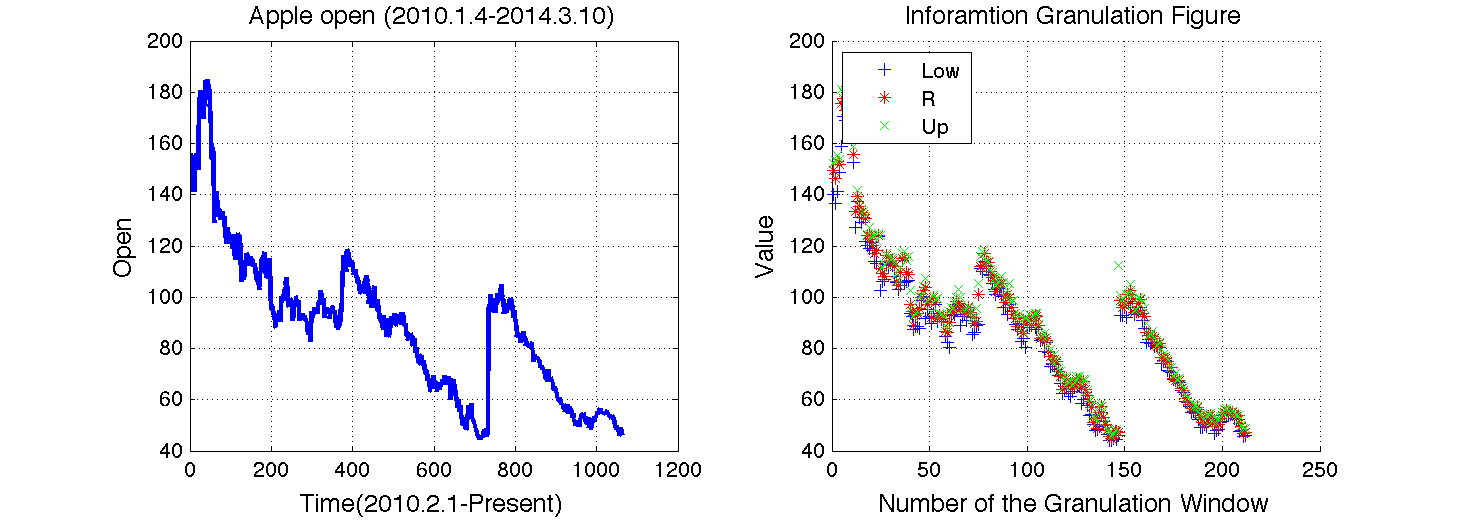 Apple open (2010.1.4-2014.3.10)
200
180
160
140
120
100
80
60
40
Open
0 200 400 600 800 1000 1200
Time(2010.2.1-Present)
Inforamtion Granulation Figure
200
180
160
140
120
100
80
60
40
Value
Low
R
Up
0 50 100 150 200 250
Number of the Granulation Window